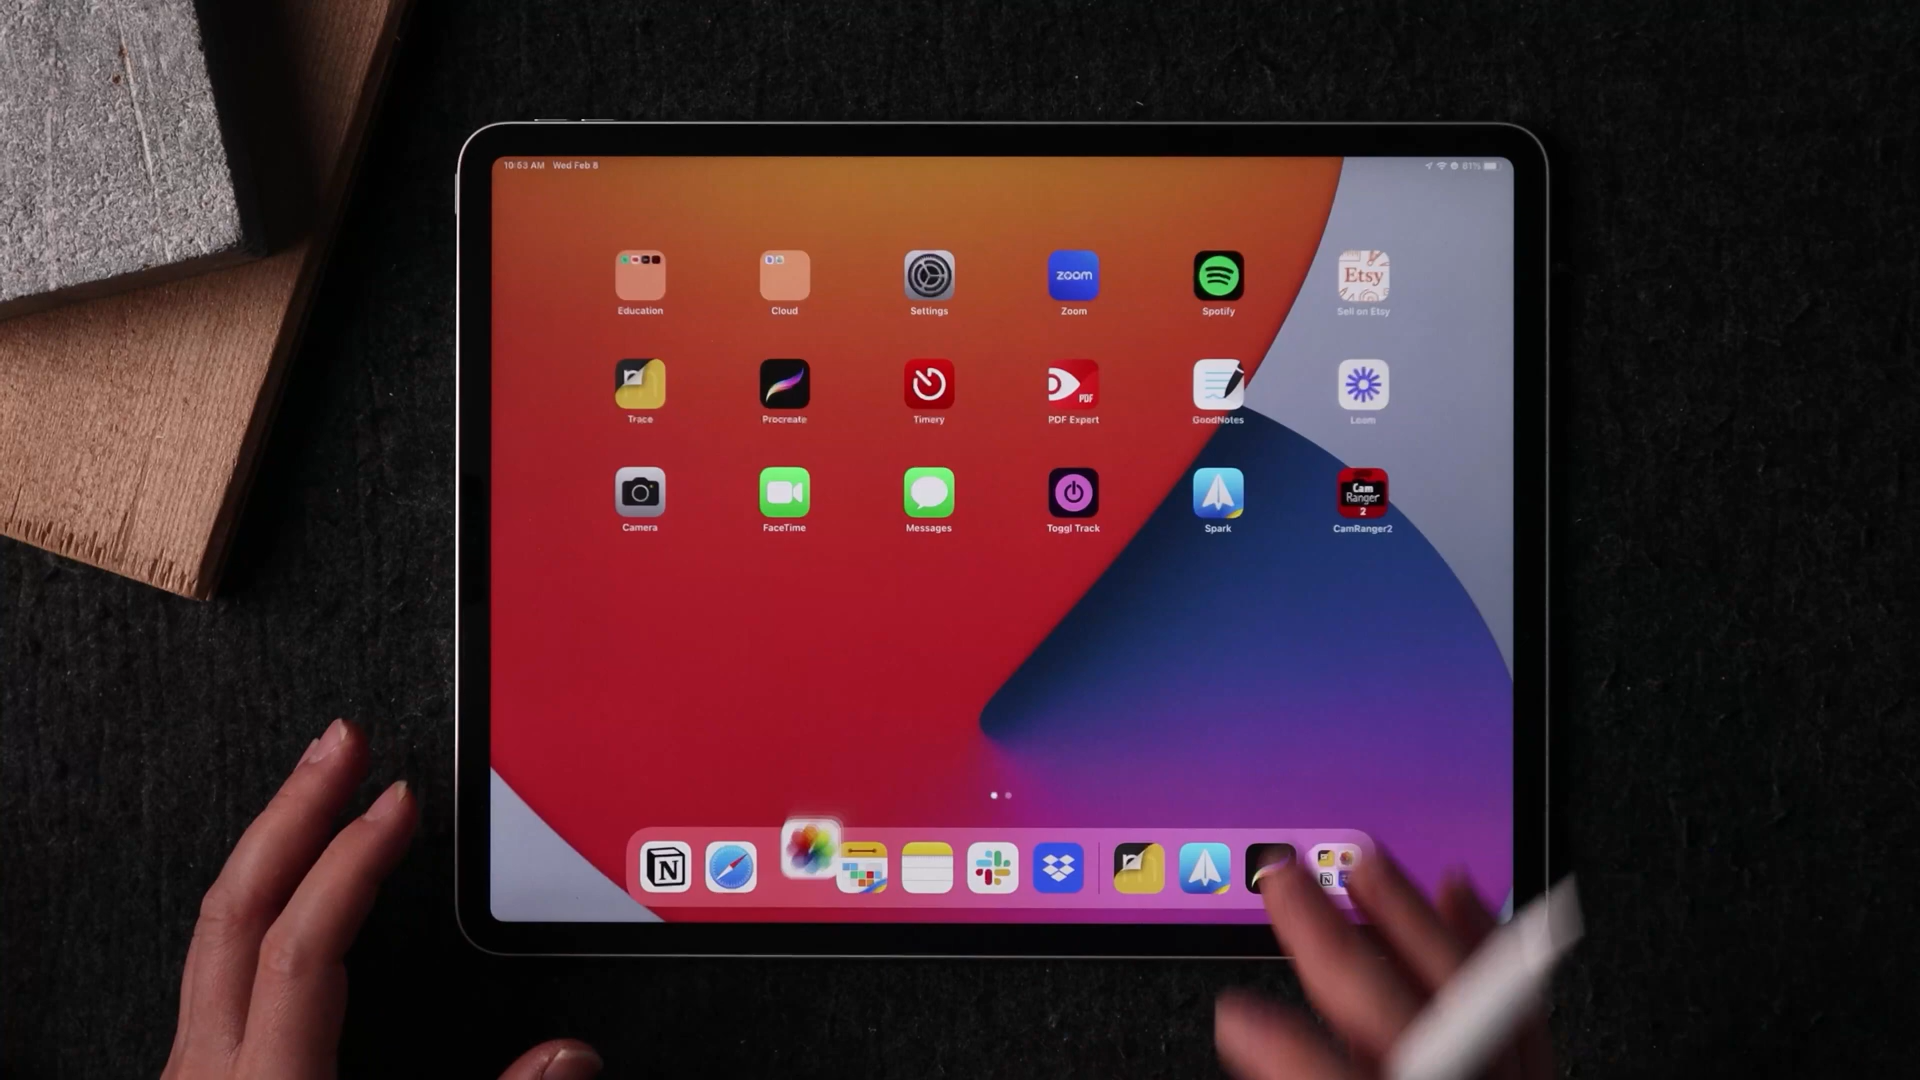 10:53 AM Wed Feb 8
81%
Education
Cloud
Settings
zoom
Zoom
Spotify
Etsy
Sell on Etsy
Trace
Procreate
Timery
PDF
PDF Expert
GoodNotes
Loom
Camera
FaceTime
Messages
Toggl Track
Spark
Cam
Ranger
2
CamRanger2
N